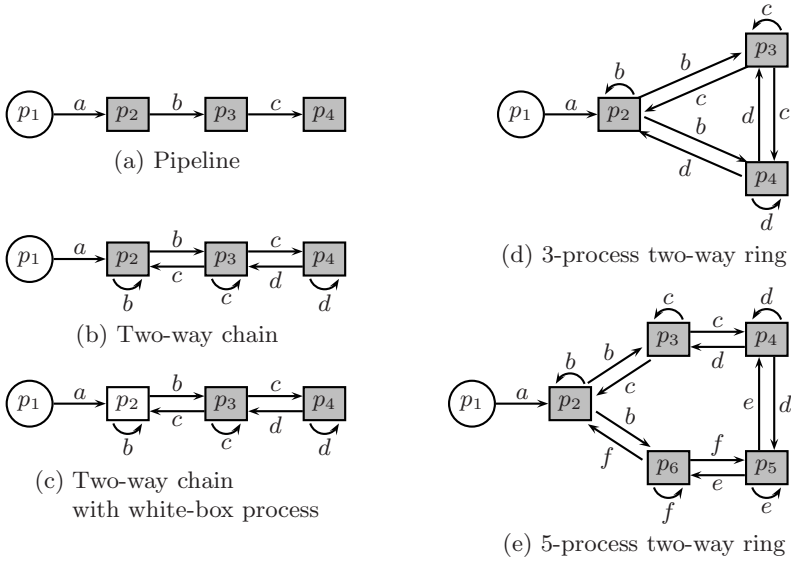 p1 a p2 b p3 c p4
(a) Pipeline
p1 a p2 b p3 c p4
b c c d d
(b) Two-way chain
p1 a p2 b p3 c p4
b c c d d
(c) Two-way chain
with white-box process
c
p3
b b c
p1 a p2 d c
b d
p4
d
(d) 3-process two-way ring
c d
p3 c p4
b b d
c
p1 a p2 e d
b
f f
p6 e p5
f e
(e) 5-process two-way ring